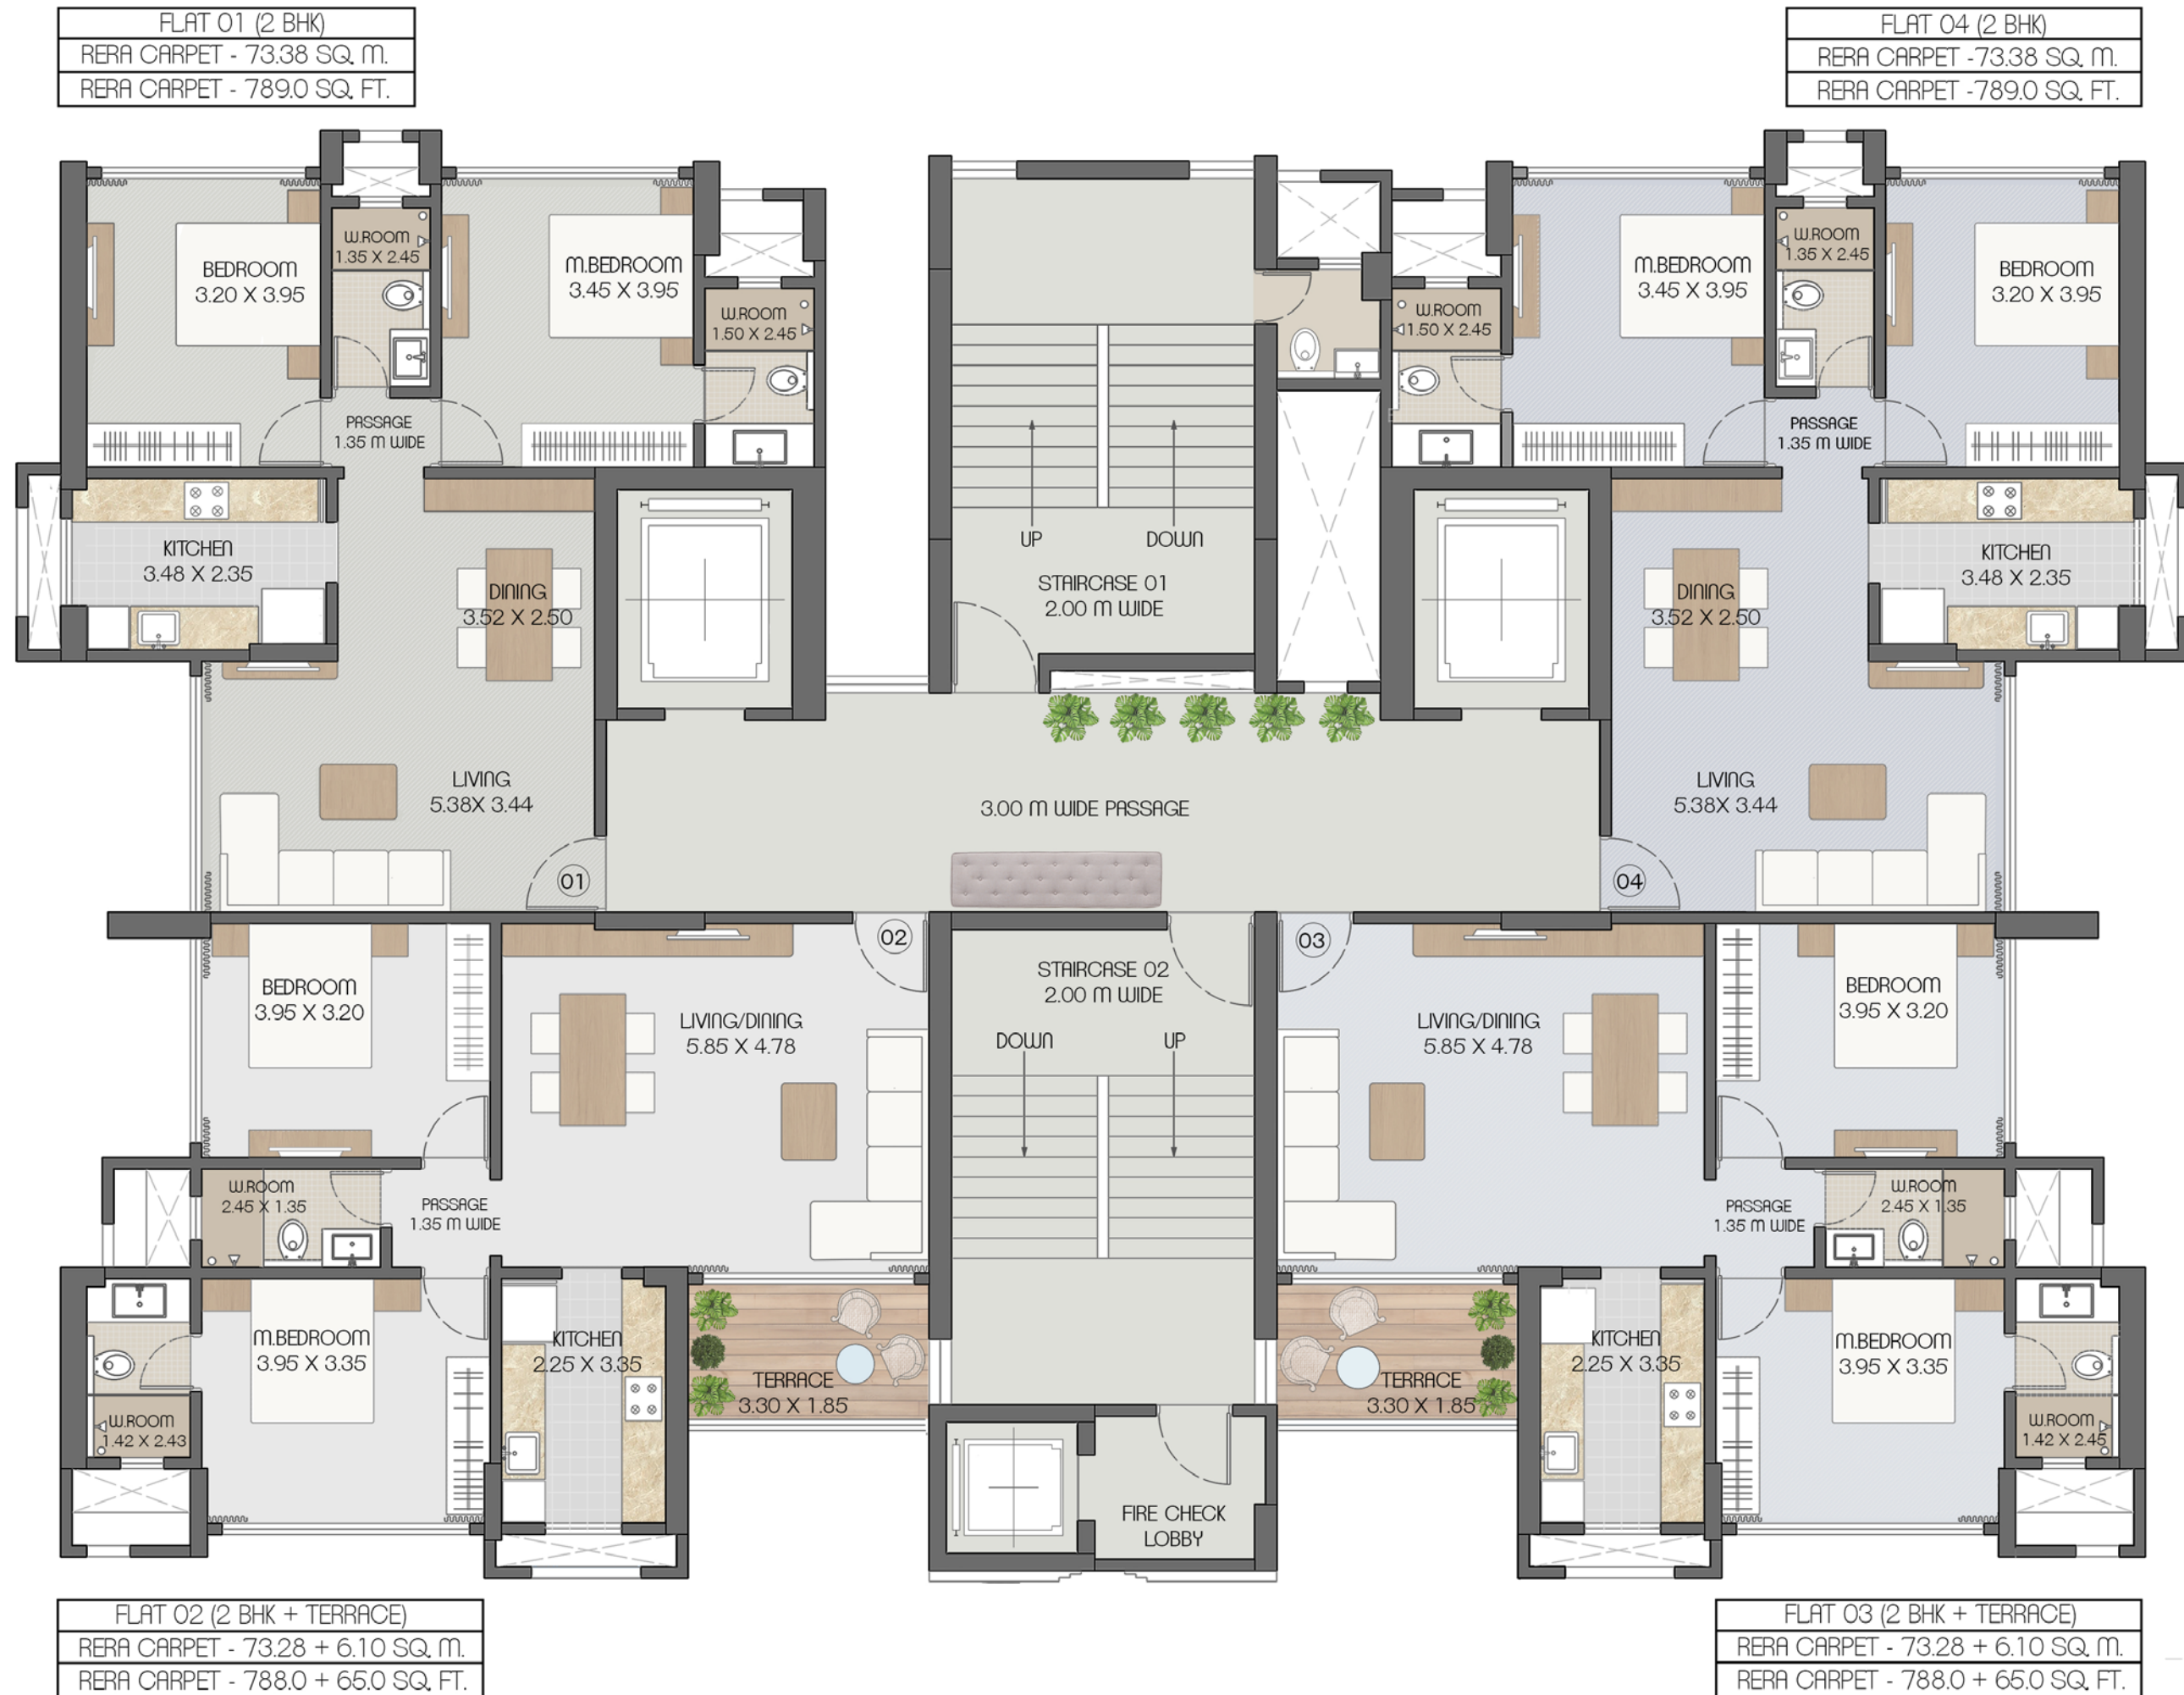 FLAT 01 (2 BHK)
RERA CARPET - 73.38 SQ. M.
RERA CARPET - 789.0 SQ. FT.
FLAT 04 (2 BHK)
RERA CARPET -73.38 SQ. M.
RERA CARPET -789.0 SQ. FT.
BEDROOM
3.20 X 3.95
W.ROOM
1.35 X 2.45
M.BEDROOM
3.45 X 3.95
W.ROOM
1.50 X 2.45
PASSAGE
1.35 M WIDE
KITCHEN
3.48 X 2.35
DINING
3.52 X 2.50
LIVING
5.38X 3.44
01
UP
DOWN
STAIRCASE 01
2.00 M WIDE
3.00 M WIDE PASSAGE
W.ROOM
1.50 X 2.45
M.BEDROOM
3.45 X 3.95
W.ROOM
1.35 X 2.45
BEDROOM
3.20 X 3.95
PASSAGE
1.35 M WIDE
KITCHEN
3.48 X 2.35
DINING
3.52 X 2.50
LIVING
5.38X 3.44
04
BEDROOM
3.95 X 3.20
02
LIVING/DINING
5.85 X 4.78
W.ROOM
2.45 X 1.35
PASSAGE
1.35 M WIDE
M.BEDROOM
3.95 X 3.35
W.ROOM
1.42 X 2.43
KITCHEN
2.25 X 3.35
TERRACE
3.30 X 1.85
STAIRCASE 02
2.00 M WIDE
DOWN
UP
FIRE CHECK
LOBBY
03
LIVING/DINING
5.85 X 4.78
BEDROOM
3.95 X 3.20
PASSAGE
1.35 M WIDE
W.ROOM
2.45 X 1.35
TERRACE
3.30 X 1.85
KITCHEN
2.25 X 3.35
M.BEDROOM
3.95 X 3.35
W.ROOM
1.42 X 2.45
FLAT 02 (2 BHK + TERRACE)
RERA CARPET - 73.28 + 6.10 SQ. M.
RERA CARPET - 788.0 + 65.0 SQ. FT.
FLAT 03 (2 BHK + TERRACE)
RERA CARPET - 73.28 + 6.10 SQ. M.
RERA CARPET - 788.0 + 65.0 SQ. FT.